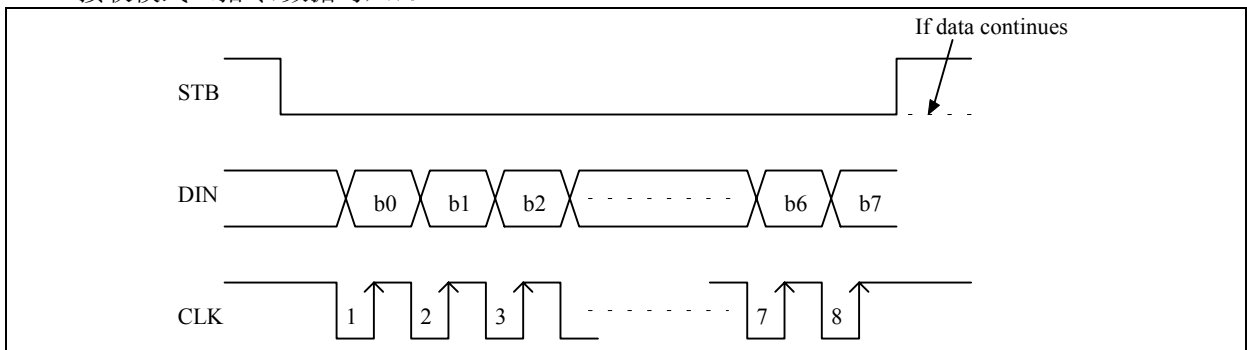 If data continues
STB
DIN b0 b1 b2 b6 b7
CLK 1 2 3 7 8